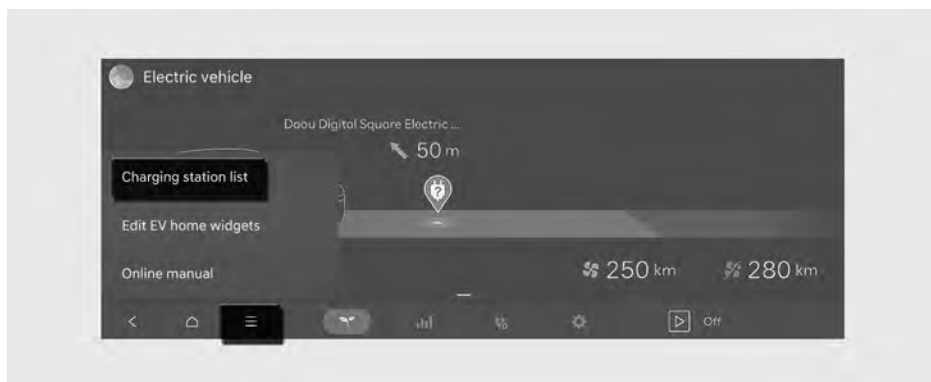 Electric vehicle
Daou Digital Square Electric ...
50 m
Charging station list
Edit EV home widgets
Online manual
250 km
280 km
Off